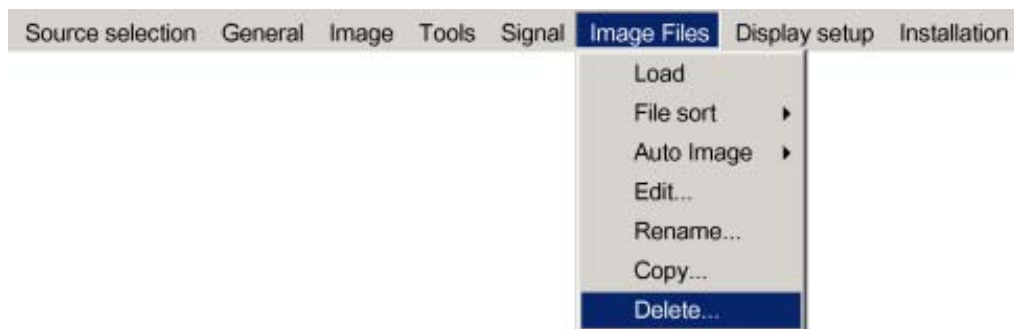 Source selection General Image Tools Signal Image Files Display setup Installation
Load
File sort
Auto Image
Edit...
Rename...
Copy...
Delete...